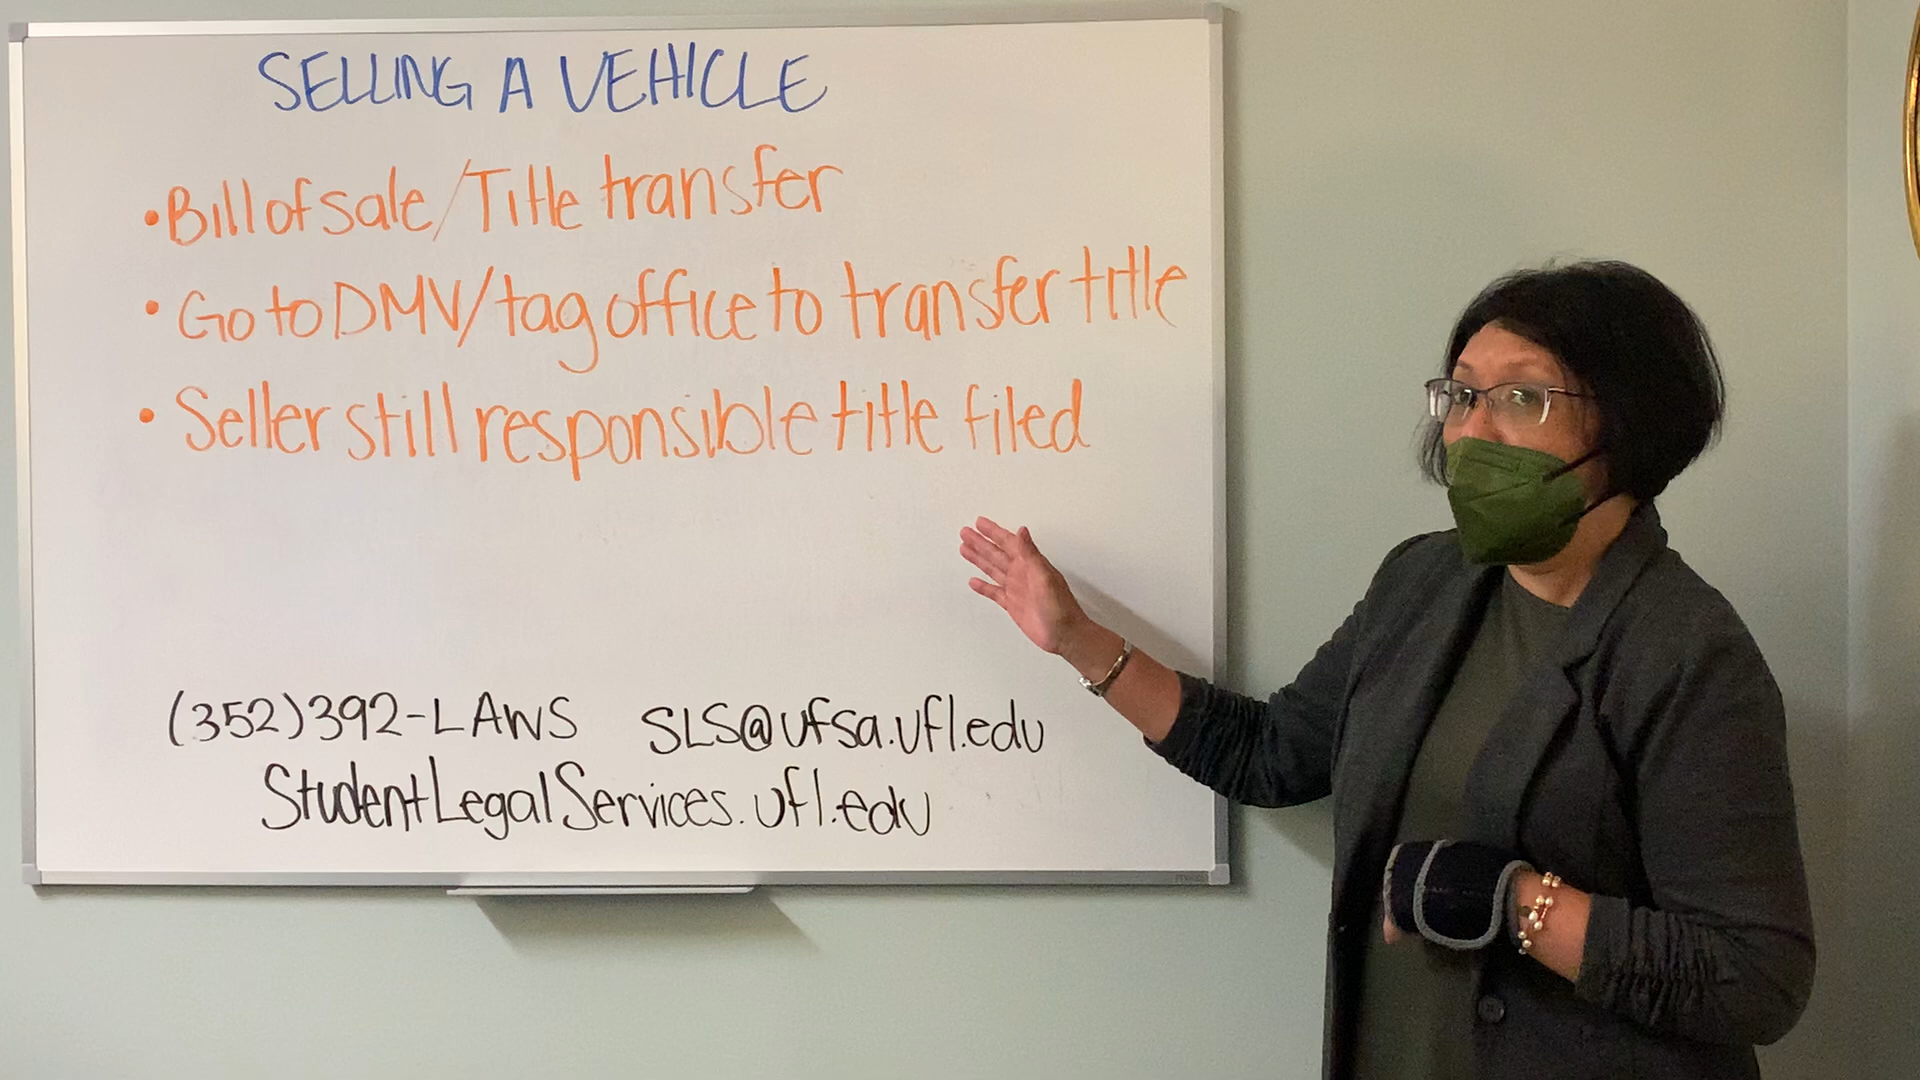 SELLING A VEHICLE
• Bill of sale/Title transfer
• Go to DMV/tag office to transfer title
• Seller still responsible title filed
(352)392-LAWS SLS@ufsa.ufl.edu
StudentLegalServices.ufl.edu